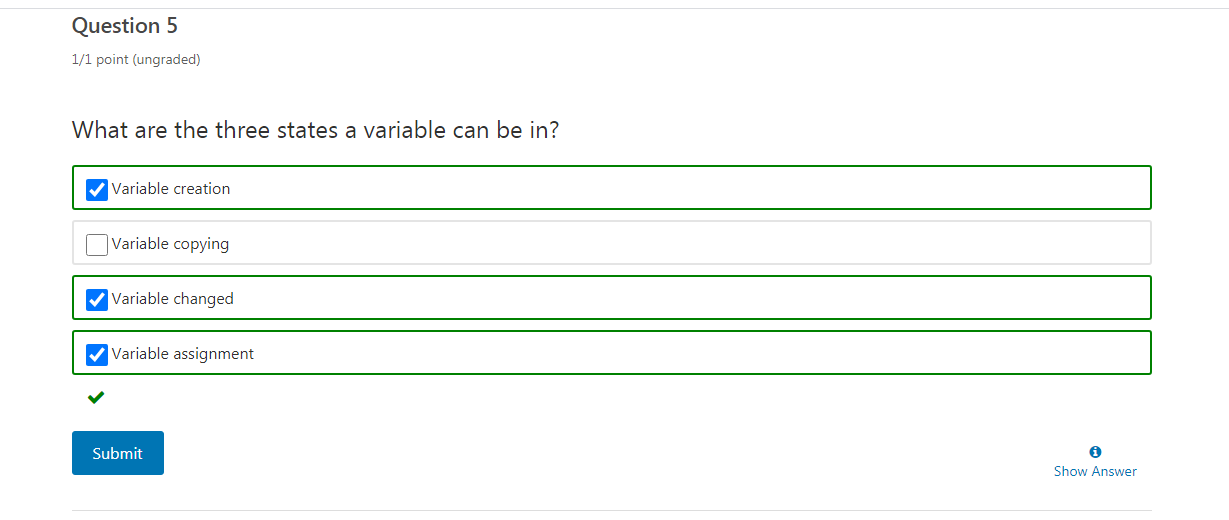 Question 5
1/1 point (ungraded)
What are the three states a variable can be in?
Variable creation
Variable copying
Variable changed
Variable assignment
Submit
Show Answer